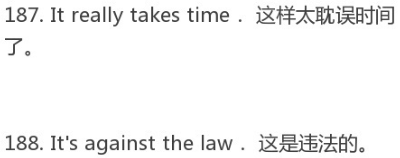 187. It really takes time． 这样太耽误时间
了。
188. It's against the law． 这是违法的。